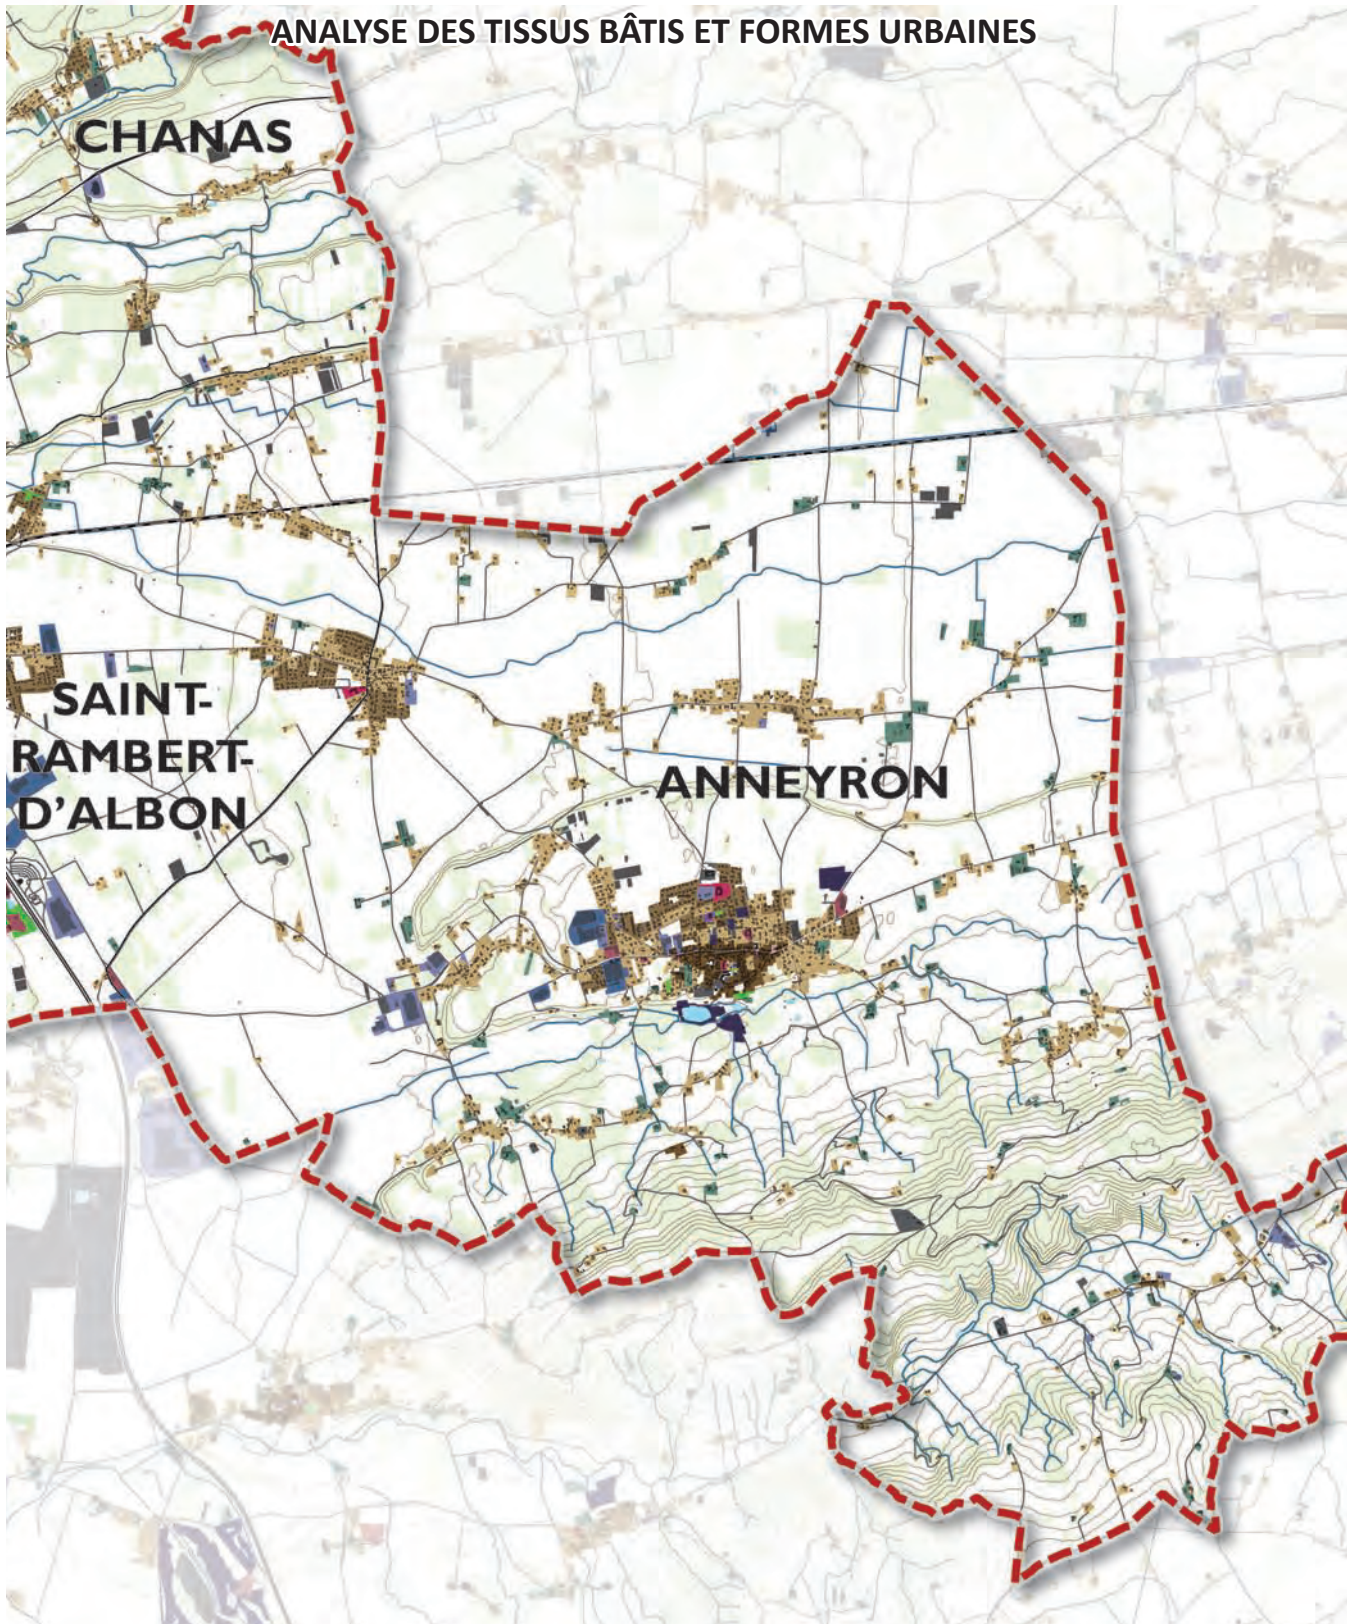 ANALYSE DES TISSUS BÂTIS ET FORMES URBAINES
CHANAS
SAINT-
RAMBERT-
D'ALBON
ANNEYRON